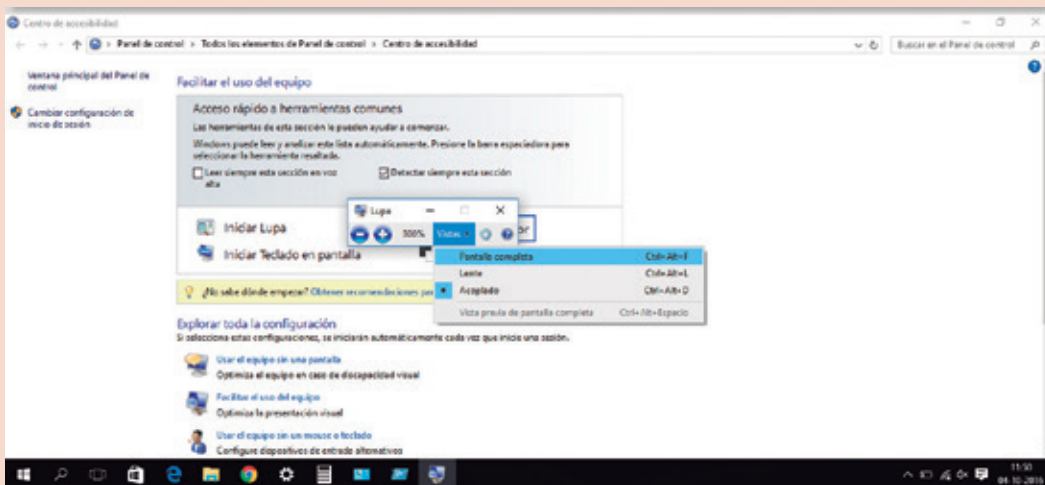 Centro de accesibilidad
Panel de control > Todos los elementos de Panel de control > Centro de accesibilidad
Buscar en el Panel de control
Ventana principal del Panel de
control
Cambiar configuración de
inicio de sesión
Facilitar el uso del equipo
Acceso rápido a herramientas comunes
Las herramientas de esta sección le pueden ayudar a comenzar.
Windows puede leer y analizar esta lista automáticamente. Presione la barra espaciadora para
seleccionar la herramienta resaltada.
Leer siempre esta sección en voz
alta
Detectar siempre esta sección
Lupa
300% Vistas
Iniciar Lupa
or
Iniciar Teclado en pantalla
Pantalla completa Ctrl+Alt+F
Lente Ctrl+Alt+L
Acoplado Ctrl+Alt+D
Vista previa de pantalla completa Ctrl+Alt+Espacio
¿No sabe dónde empezar? Obtener recomendaciones par
Explorar toda la configuración
Si selecciona estas configuraciones, se iniciarán automáticamente cada vez que inicie una sesión.
Usar el equipo sin una pantalla
Optimiza el equipo en caso de discapacidad visual
Facilitar el uso del equipo
Optimiza la presentación visual
Usar el equipo sin un mouse o teclado
Configure dispositivos de entrada alternativos
11:50
04-10-2016